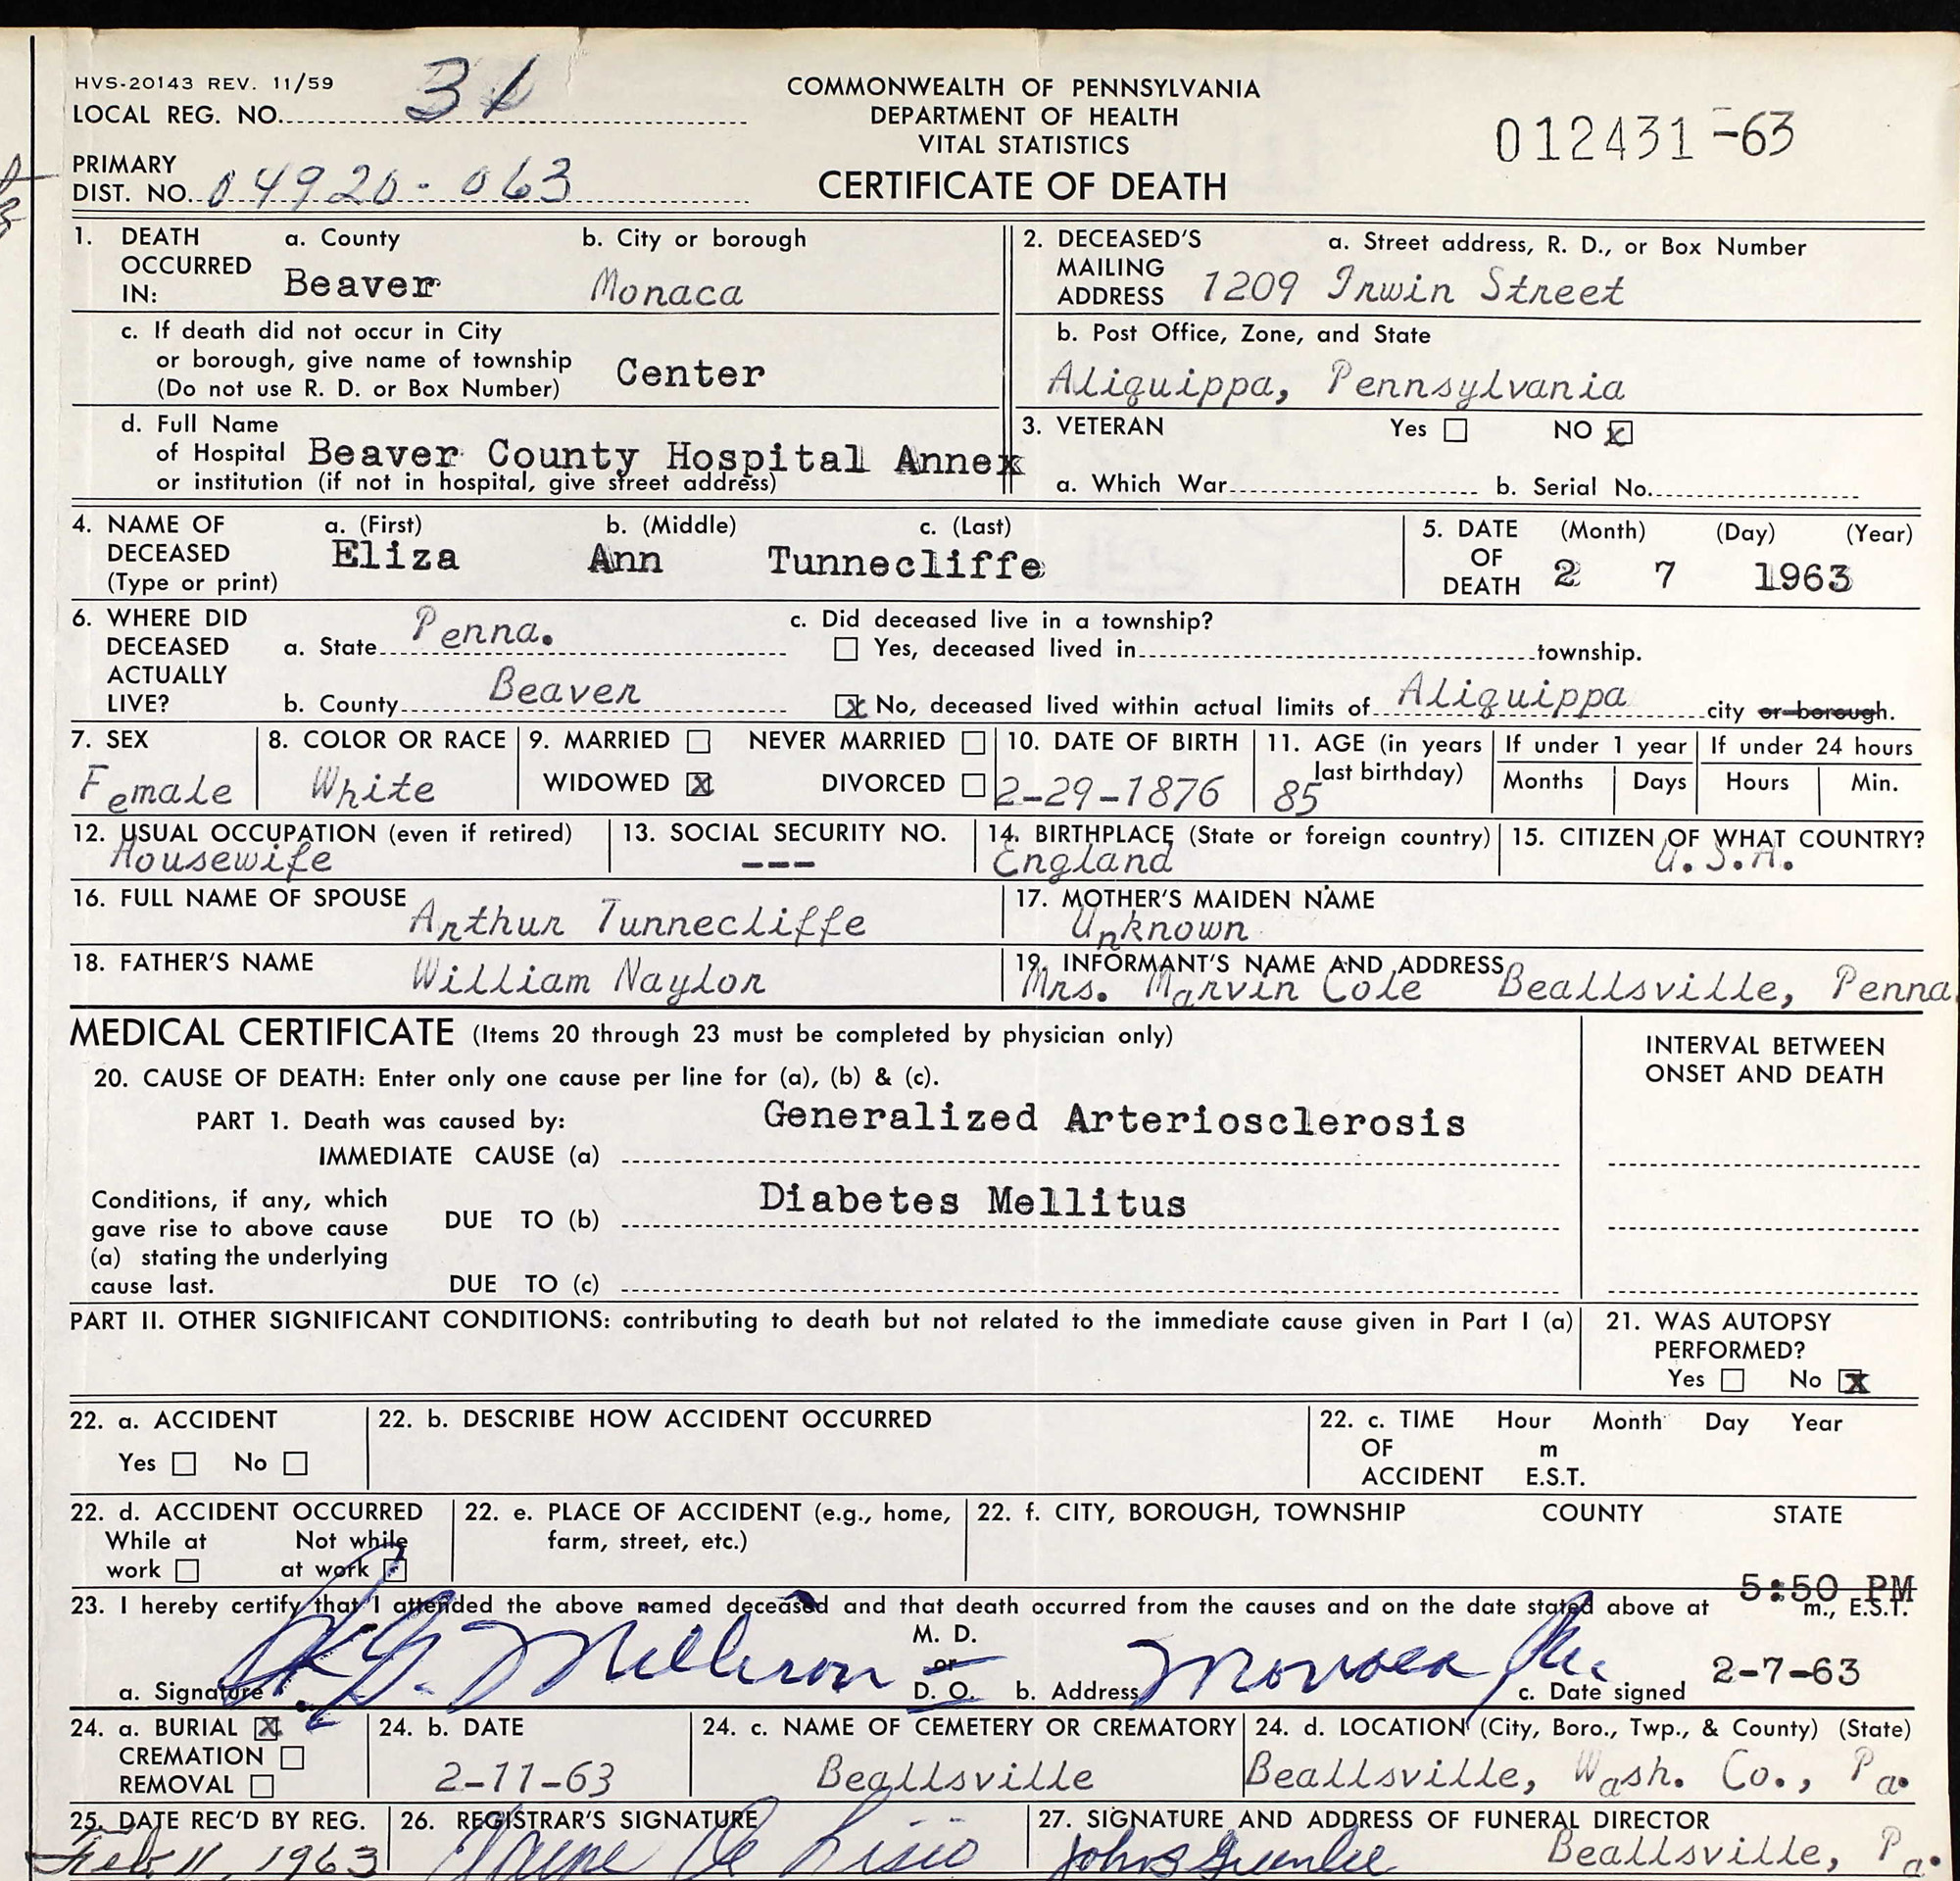 HVS-20143 REV. 11/59
LOCAL REG. NO. 31
COMMONWEALTH OF PENNSYLVANIA
DEPARTMENT OF HEALTH
VITAL STATISTICS
CERTIFICATE OF DEATH
012431-63
PRIMARY
DIST. NO. 04920-063
1. DEATH OCCURRED IN: a. County Beaver b. City or borough Monaca
c. If death did not occur in City
or borough, give name of township
(Do not use R. D. or Box Number) Center
d. Full Name
of Hospital Beaver County Hospital Annex
or institution (if not in hospital, give street address)
2. DECEASED'S MAILING ADDRESS a. Street address, R. D., or Box Number
1209 Irwin Street
b. Post Office, Zone, and State
Aliquippa, Pennsylvania
3. VETERAN Yes ☐ NO ☒
a. Which War b. Serial No.
4. NAME OF DECEASED (Type or print) a. (First) b. (Middle) c. (Last)
Eliza Ann Tunnecliffe
5. DATE OF DEATH (Month) (Day) (Year)
2 7 1963
6. WHERE DID DECEASED ACTUALLY LIVE?
a. State Penna.
b. County Beaver
c. Did deceased live in a township?
☐ Yes, deceased lived in township.
☒ No, deceased lived within actual limits of Aliquippa city or borough.
7. SEX
Female
8. COLOR OR RACE
White
9. MARRIED ☐ NEVER MARRIED ☐
WIDOWED ☒ DIVORCED ☐
10. DATE OF BIRTH
2-29-1876
11. AGE (in years last birthday)
85
If under 1 year
Months Days
If under 24 hours
Hours Min.
12. USUAL OCCUPATION (even if retired)
Housewife
13. SOCIAL SECURITY NO.
---
14. BIRTHPLACE (State or foreign country)
England
15. CITIZEN OF WHAT COUNTRY?
U.S.A.
16. FULL NAME OF SPOUSE
Arthur Tunnecliffe
17. MOTHER'S MAIDEN NAME
Unknown
18. FATHER'S NAME
William Naylor
19. INFORMANT'S NAME AND ADDRESS
Mrs. Marvin Cole Beallsville, Penna.
MEDICAL CERTIFICATE (Items 20 through 23 must be completed by physician only)
INTERVAL BETWEEN
ONSET AND DEATH
20. CAUSE OF DEATH: Enter only one cause per line for (a), (b) & (c).
PART 1. Death was caused by:
IMMEDIATE CAUSE (a) Generalized Arteriosclerosis
Conditions, if any, which
gave rise to above cause
(a) stating the underlying
cause last.
DUE TO (b) Diabetes Mellitus
DUE TO (c)
PART II. OTHER SIGNIFICANT CONDITIONS: contributing to death but not related to the immediate cause given in Part I (a)
21. WAS AUTOPSY
PERFORMED?
Yes ☐ No ☒
22. a. ACCIDENT
Yes ☐ No ☐
22. b. DESCRIBE HOW ACCIDENT OCCURRED
22. c. TIME OF ACCIDENT Hour Month Day Year
m
E.S.T.
22. d. ACCIDENT OCCURRED
While at work ☐ Not while at work ☐
22. e. PLACE OF ACCIDENT (e.g., home,
farm, street, etc.)
22. f. CITY, BOROUGH, TOWNSHIP COUNTY STATE
23. I hereby certify that I attended the above named deceased and that death occurred from the causes and on the date stated above at 5:50 PM m., E.S.T.
a. Signature Milliron M. D. or D. O. b. Address Monaca Pa. c. Date signed 2-7-63
24. a. BURIAL ☒
CREMATION ☐
REMOVAL ☐
24. b. DATE
2-11-63
24. c. NAME OF CEMETERY OR CREMATORY
Beallsville
24. d. LOCATION (City, Boro., Twp., & County) (State)
Beallsville, Wash. Co., Pa.
25. DATE REC'D BY REG.
Feb 11, 1963
26. REGISTRAR'S SIGNATURE
27. SIGNATURE AND ADDRESS OF FUNERAL DIRECTOR
Greenlee Beallsville, Pa.